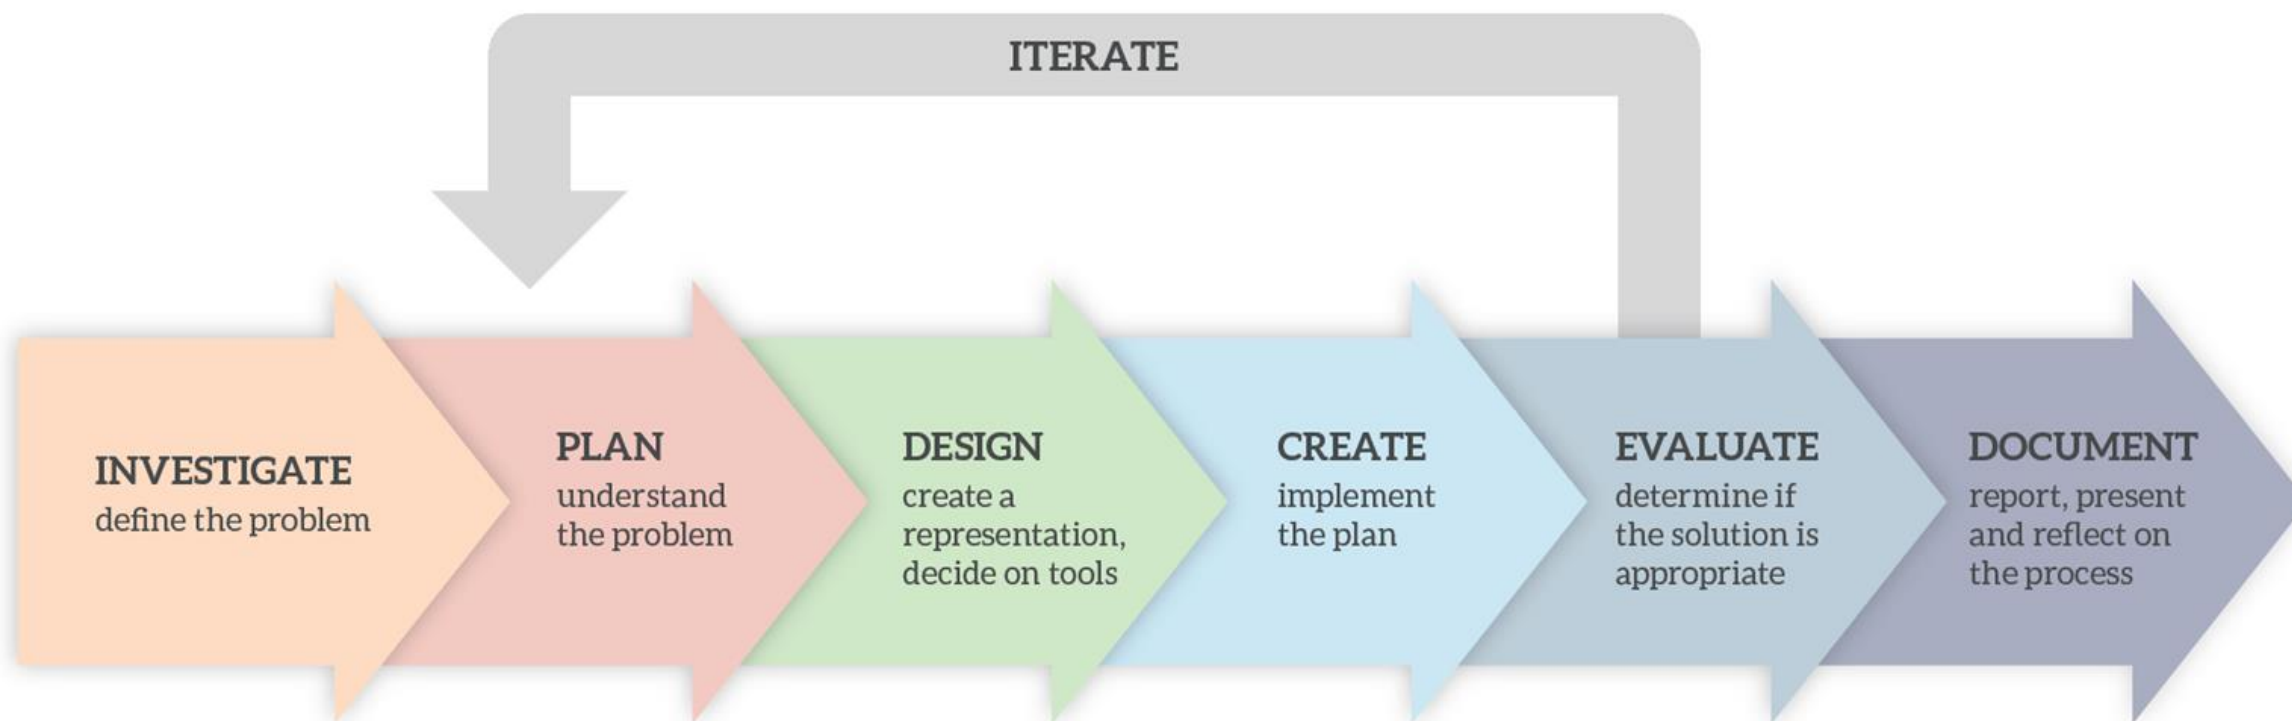 ITERATE
INVESTIGATE
define the problem
PLAN
understand
the problem
DESIGN
create a
representation,
decide on tools
CREATE
implement
the plan
EVALUATE
determine if
the solution is
appropriate
DOCUMENT
report, present
and reflect on
the process